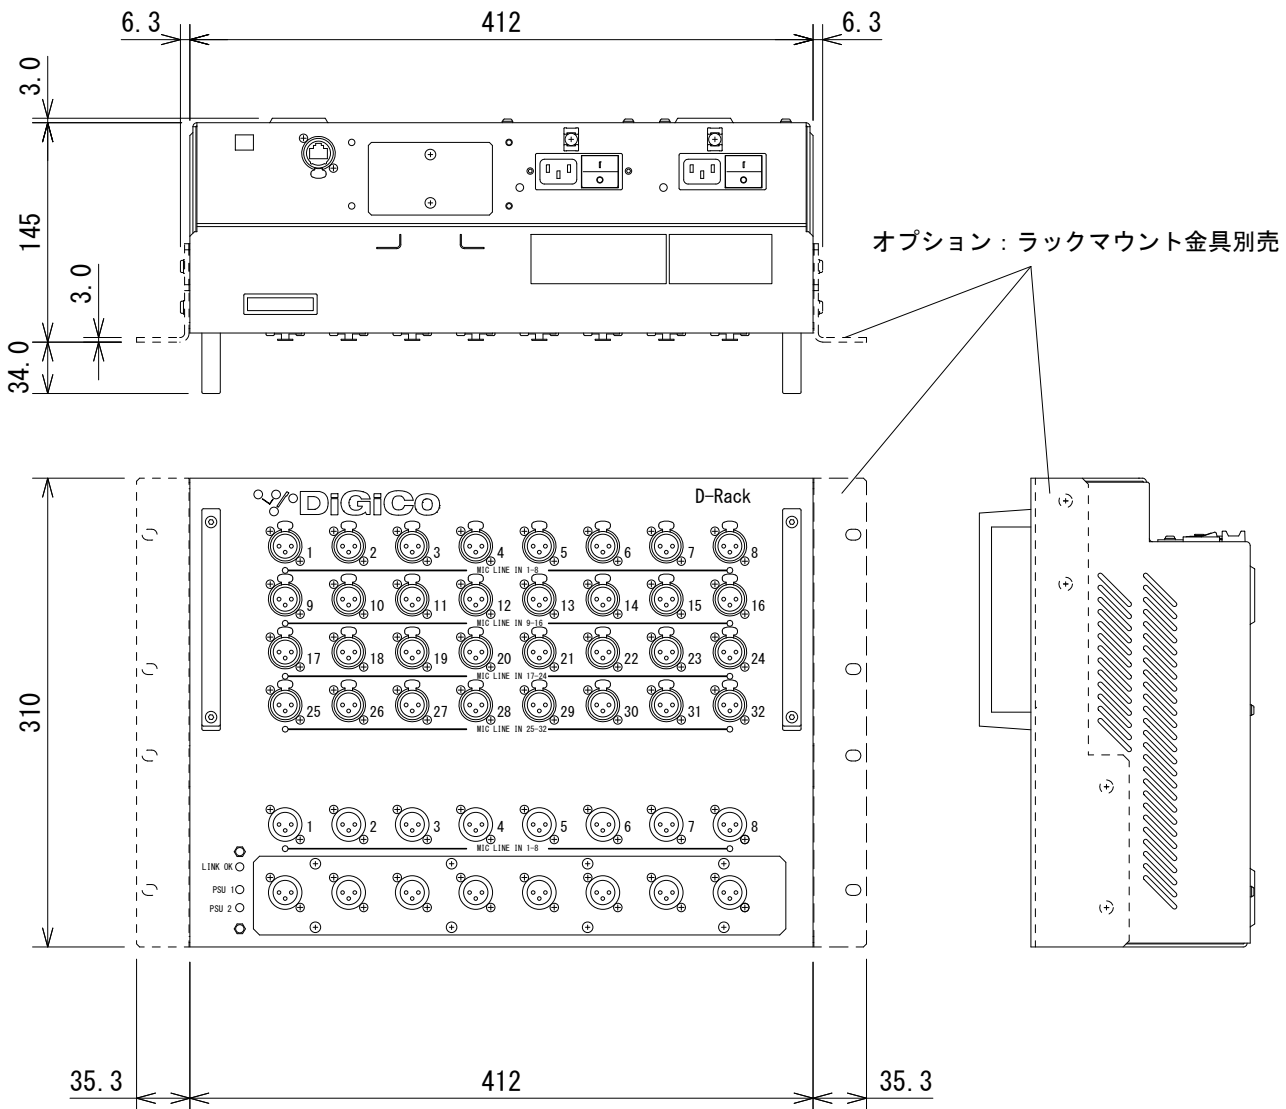 6.3 412 6.3
3.0
145
3.0
34.0
オプション：ラックマウント金具別売
DiGiCo D-Rack
1 2 3 4 5 6 7 8
MIC LINE IN 1-8
9 10 11 12 13 14 15 16
MIC LINE IN 9-16
17 18 19 20 21 22 23 24
MIC LINE IN 17-24
25 26 27 28 29 30 31 32
MIC LINE IN 25-32
310
1 2 3 4 5 6 7 8
MIC LINE IN 1-8
LINK OK
PSU 1
PSU 2
35.3 412 35.3